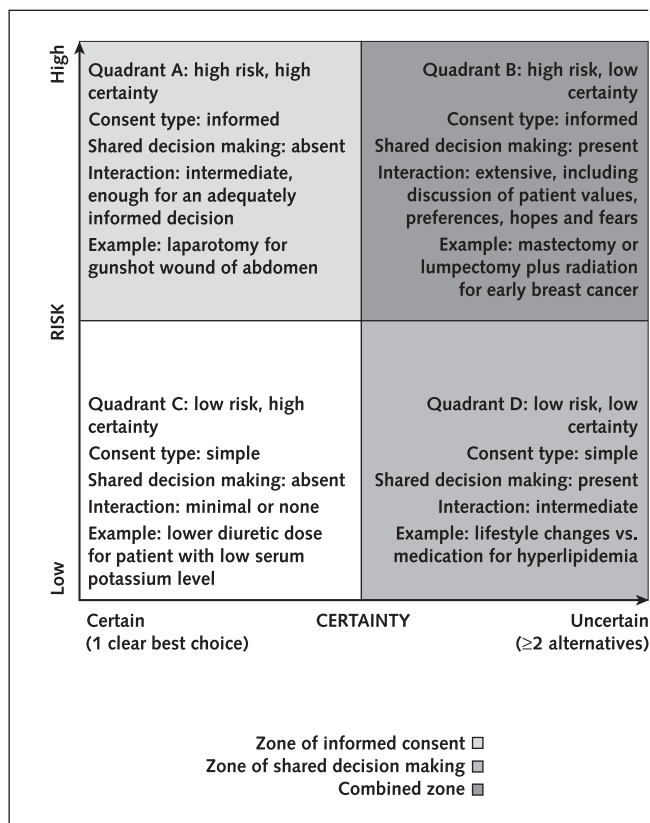 High
RISK
Low
Quadrant A: high risk, high
certainty
Consent type: informed
Shared decision making: absent
Interaction: intermediate,
enough for an adequately
informed decision
Example: laparotomy for
gunshot wound of abdomen
Quadrant B: high risk, low
certainty
Consent type: informed
Shared decision making: present
Interaction: extensive, including
discussion of patient values,
preferences, hopes and fears
Example: mastectomy or
lumpectomy plus radiation
for early breast cancer
Quadrant C: low risk, high
certainty
Consent type: simple
Shared decision making: absent
Interaction: minimal or none
Example: lower diuretic dose
for patient with low serum
potassium level
Quadrant D: low risk, low
certainty
Consent type: simple
Shared decision making: present
Interaction: intermediate
Example: lifestyle changes vs.
medication for hyperlipidemia
Certain
(1 clear best choice)
CERTAINTY
Uncertain
(≥2 alternatives)
Zone of informed consent
Zone of shared decision making
Combined zone